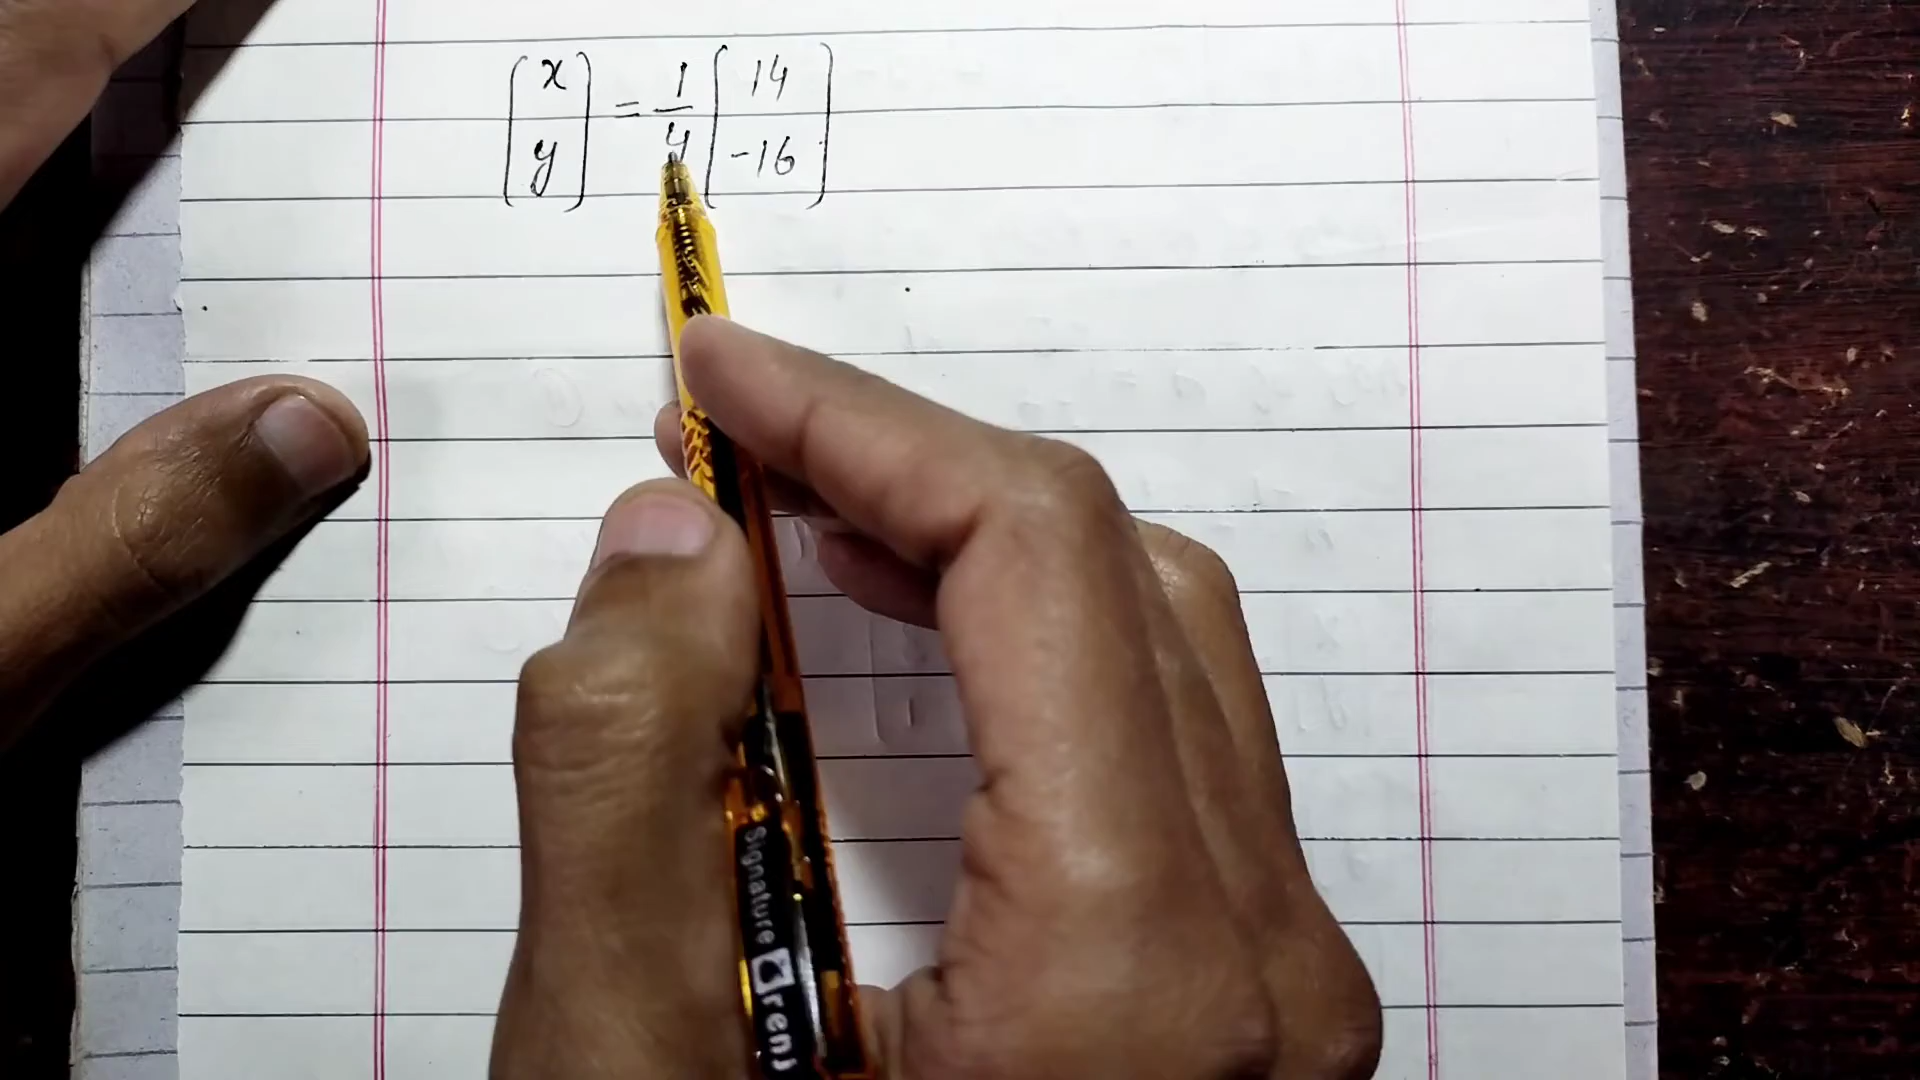 [x y] = 1/4 [14 -16]
Signature